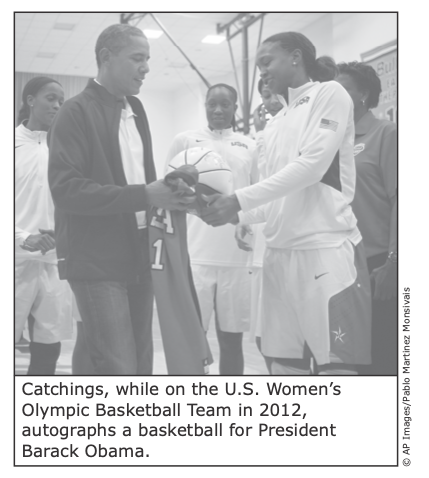 Catchings, while on the U.S. Women's
Olympic Basketball Team in 2012,
autographs a basketball for President
Barack Obama.
© AP Images/Pablo Martinez Monsivais